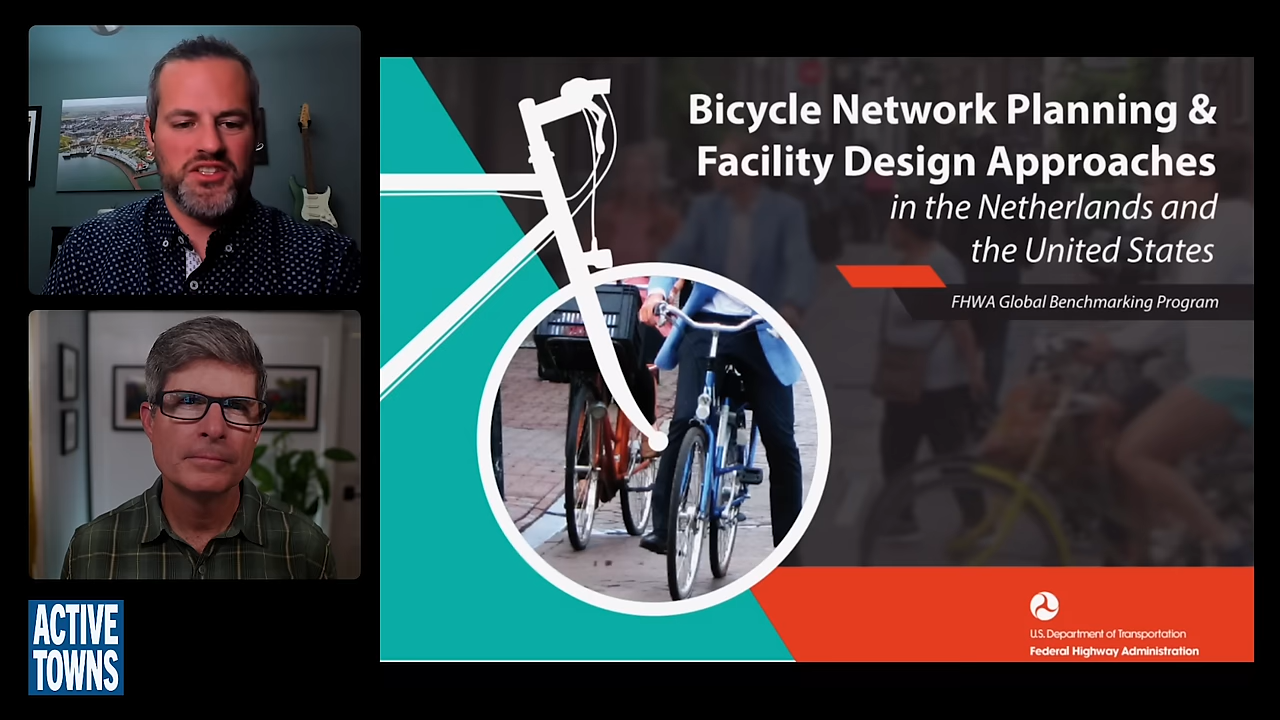 Bicycle Network Planning &
Facility Design Approaches
in the Netherlands and
the United States
FHWA Global Benchmarking Program
U.S. Department of Transportation
Federal Highway Administration
ACTIVE
TOWNS